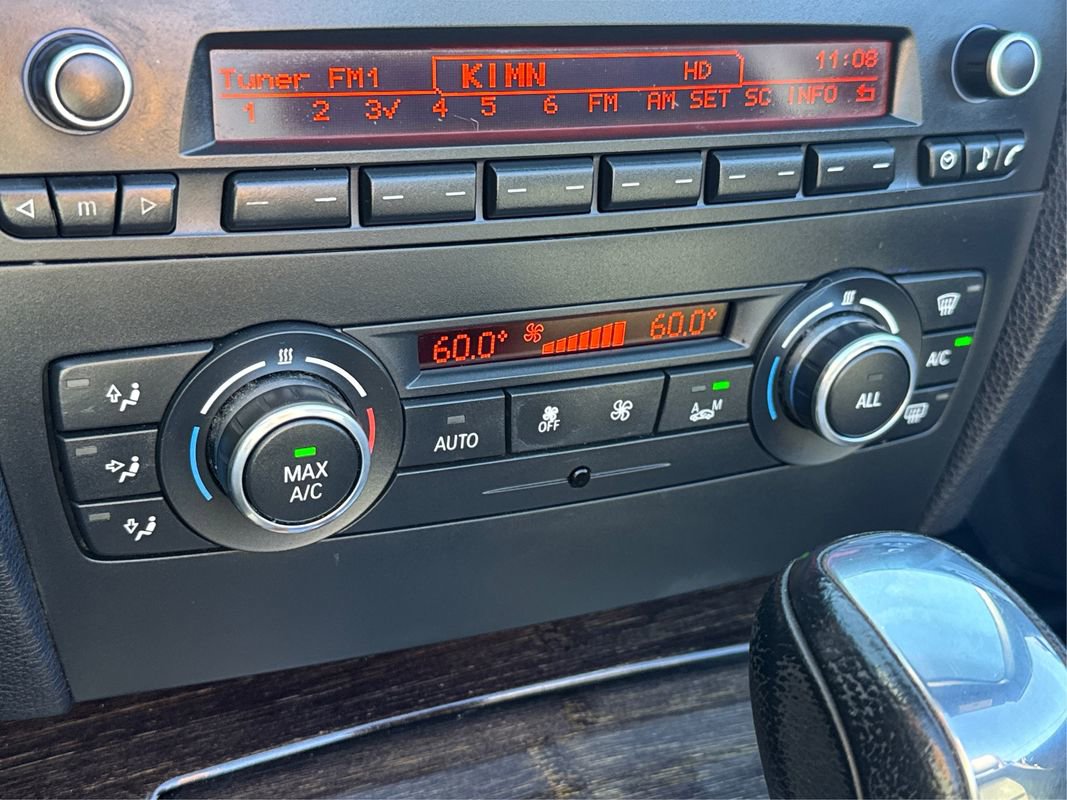 Tuner FM1 KIMN HD 11:08
1 2 3✓ 4 5 6 FM AM SET SC INFO
m
60.0° 60.0°
MAX
A/C
AUTO
OFF
A M
ALL
A/C